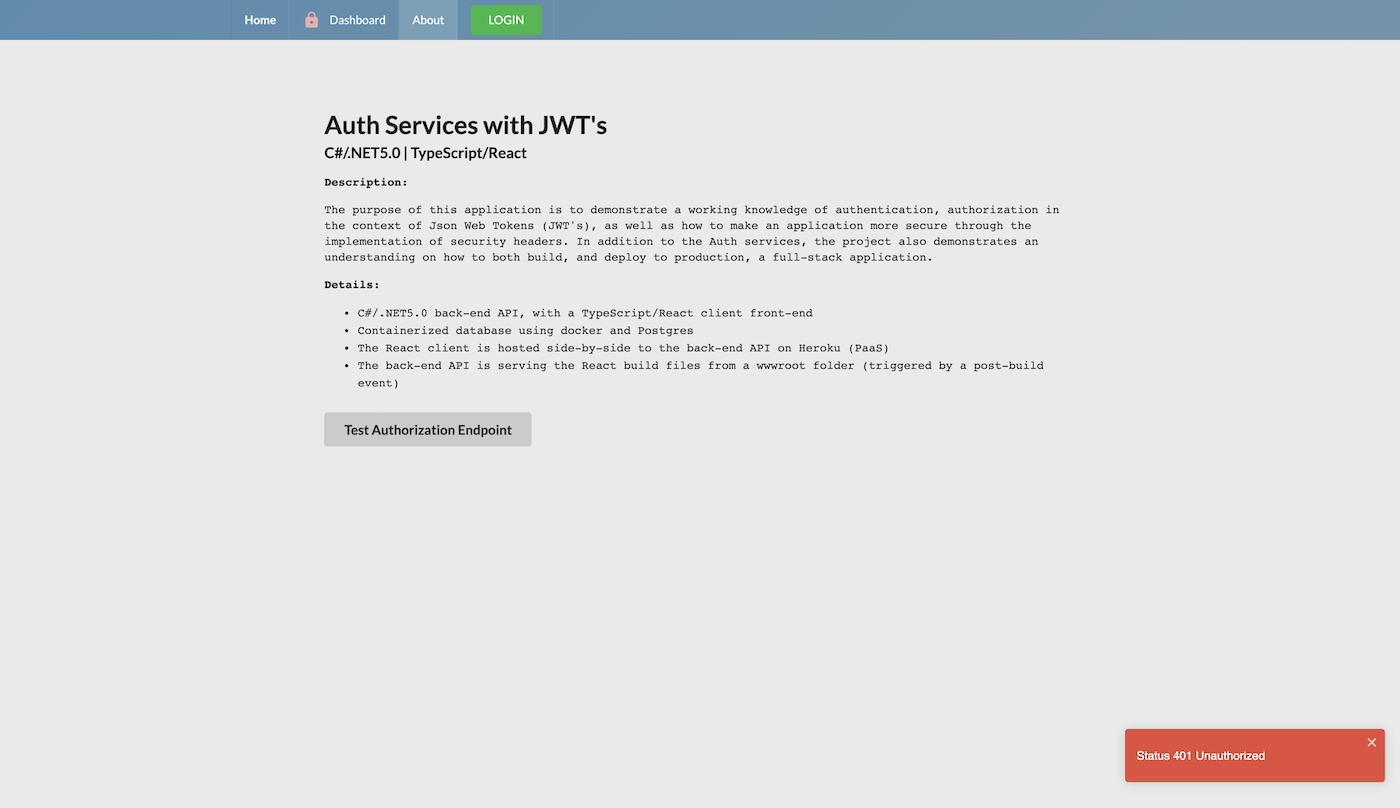 Home
Dashboard
About
LOGIN
Auth Services with JWT's
C#/.NET5.0 | TypeScript/React
Description:
The purpose of this application is to demonstrate a working knowledge of authentication, authorization in
the context of Json Web Tokens (JWT's), as well as how to make an application more secure through the
implementation of security headers. In addition to the Auth services, the project also demonstrates an
understanding on how to both build, and deploy to production, a full-stack application.
Details:
• C#/.NET5.0 back-end API, with a TypeScript/React client front-end
• Containerized database using docker and Postgres
• The React client is hosted side-by-side to the back-end API on Heroku (PaaS)
• The back-end API is serving the React build files from a wwwroot folder (triggered by a post-build
event)
Test Authorization Endpoint
Status 401 Unauthorized